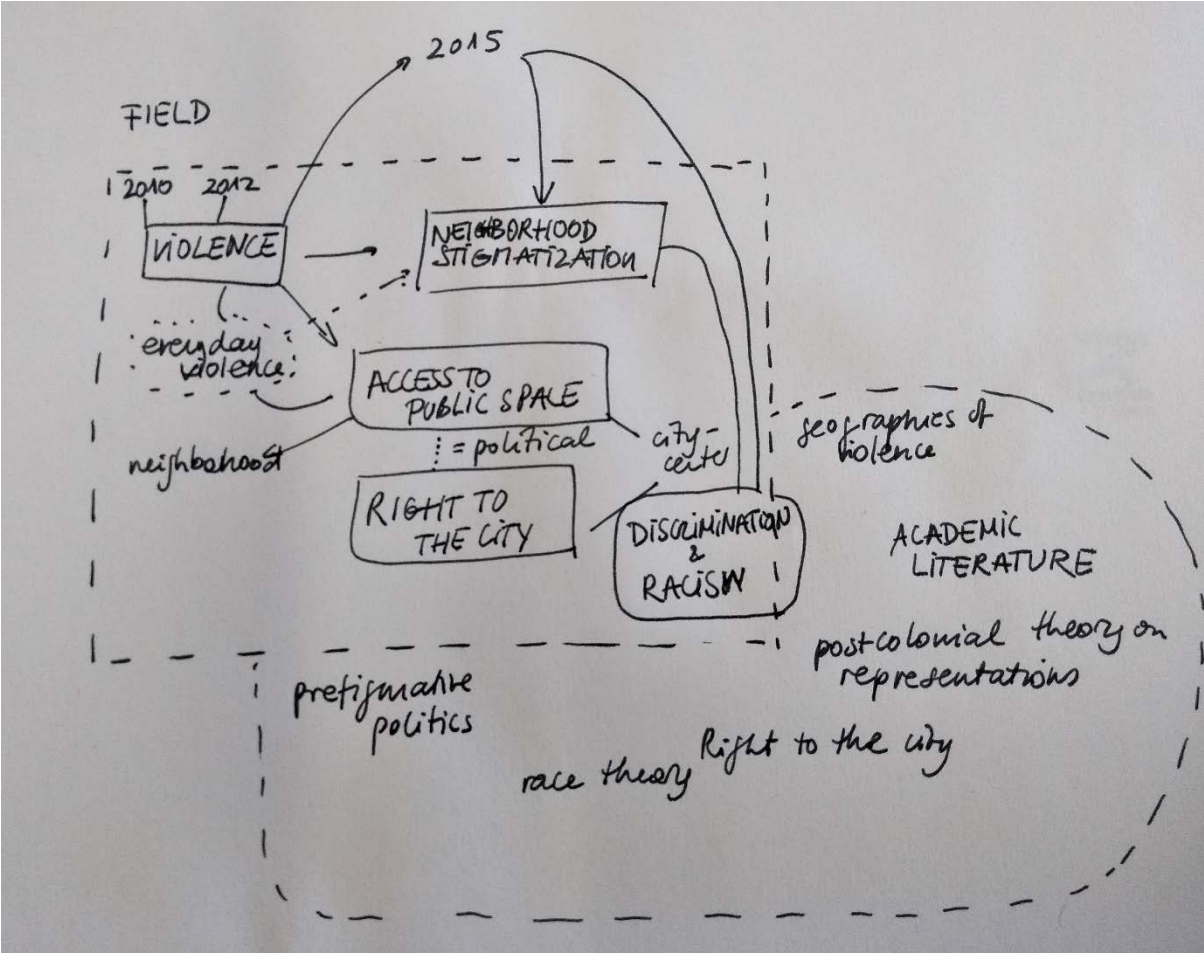 2015
FIELD
2010 2012
VIOLENCE
NEIGHBORHOOD
STIGMATIZATION
everyday
violence
ACCESS TO
PUBLIC SPACE
= political
neighborhood
city-
center
RIGHT TO
THE CITY
DISCRIMINATION
&
RACISM
geographies of
violence
ACADEMIC
LITERATURE
postcolonial theory on
representations
prefigurative
politics
Right to the city
race theory